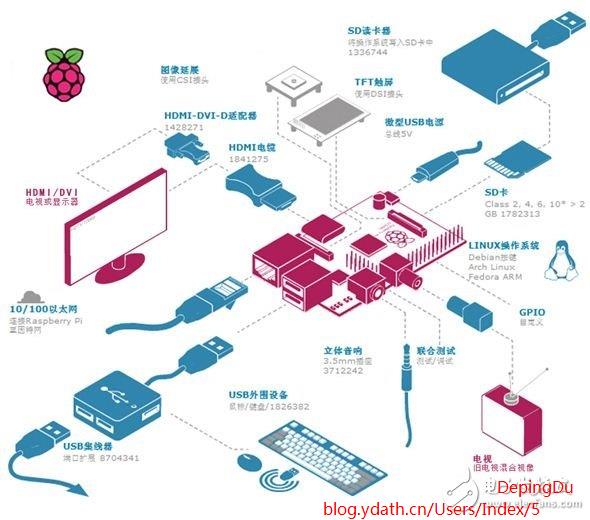 SD读卡器
将操作系统写入SD卡中
1336744
图像延展
使用CSI接头
TFT触屏
使用DSI接头
HDMI-DVI-D适配器
1428271
微型USB电源
总线5V
HDMI电缆
1841275
HDMI/DVI
电视或显示器
SD卡
Class 2, 4, 6, 10* > 2
GB 1782313
LINUX操作系统
Debian按键
Arch Linux
Fedora ARM
10/100以太网
连接Raspberry Pi
至因特网
GPIO
自定义
立体音响
3.5mm插座
3712242
联合测试
测试/调试
USB外围设备
鼠标/键盘/1826382
USB集线器
端口扩展 8704341
电视
旧电视混合视像
DepingDu
blog.ydath.cn/Users/Index/5